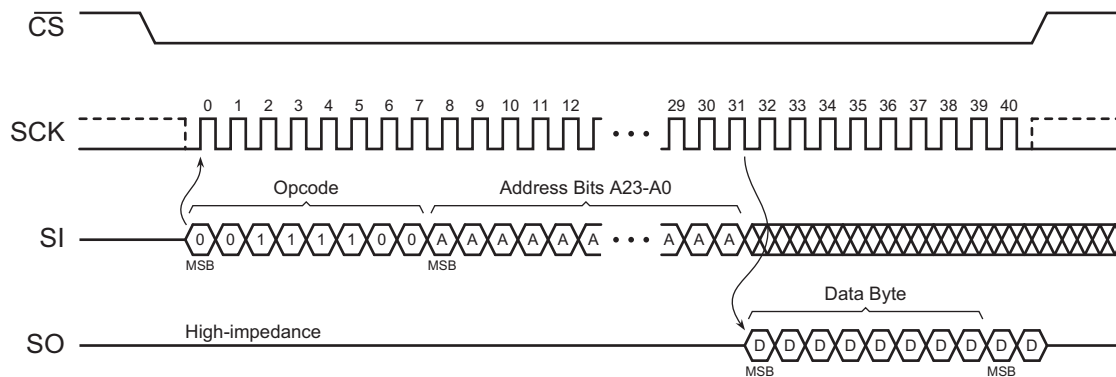 CS
0 1 2 3 4 5 6 7 8 9 10 11 12 29 30 31 32 33 34 35 36 37 38 39 40
SCK
Opcode Address Bits A23-A0
SI 0 0 1 1 1 1 0 0 A A A A A A A A A
MSB MSB
Data Byte
High-impedance
SO D D D D D D D D D D
MSB MSB